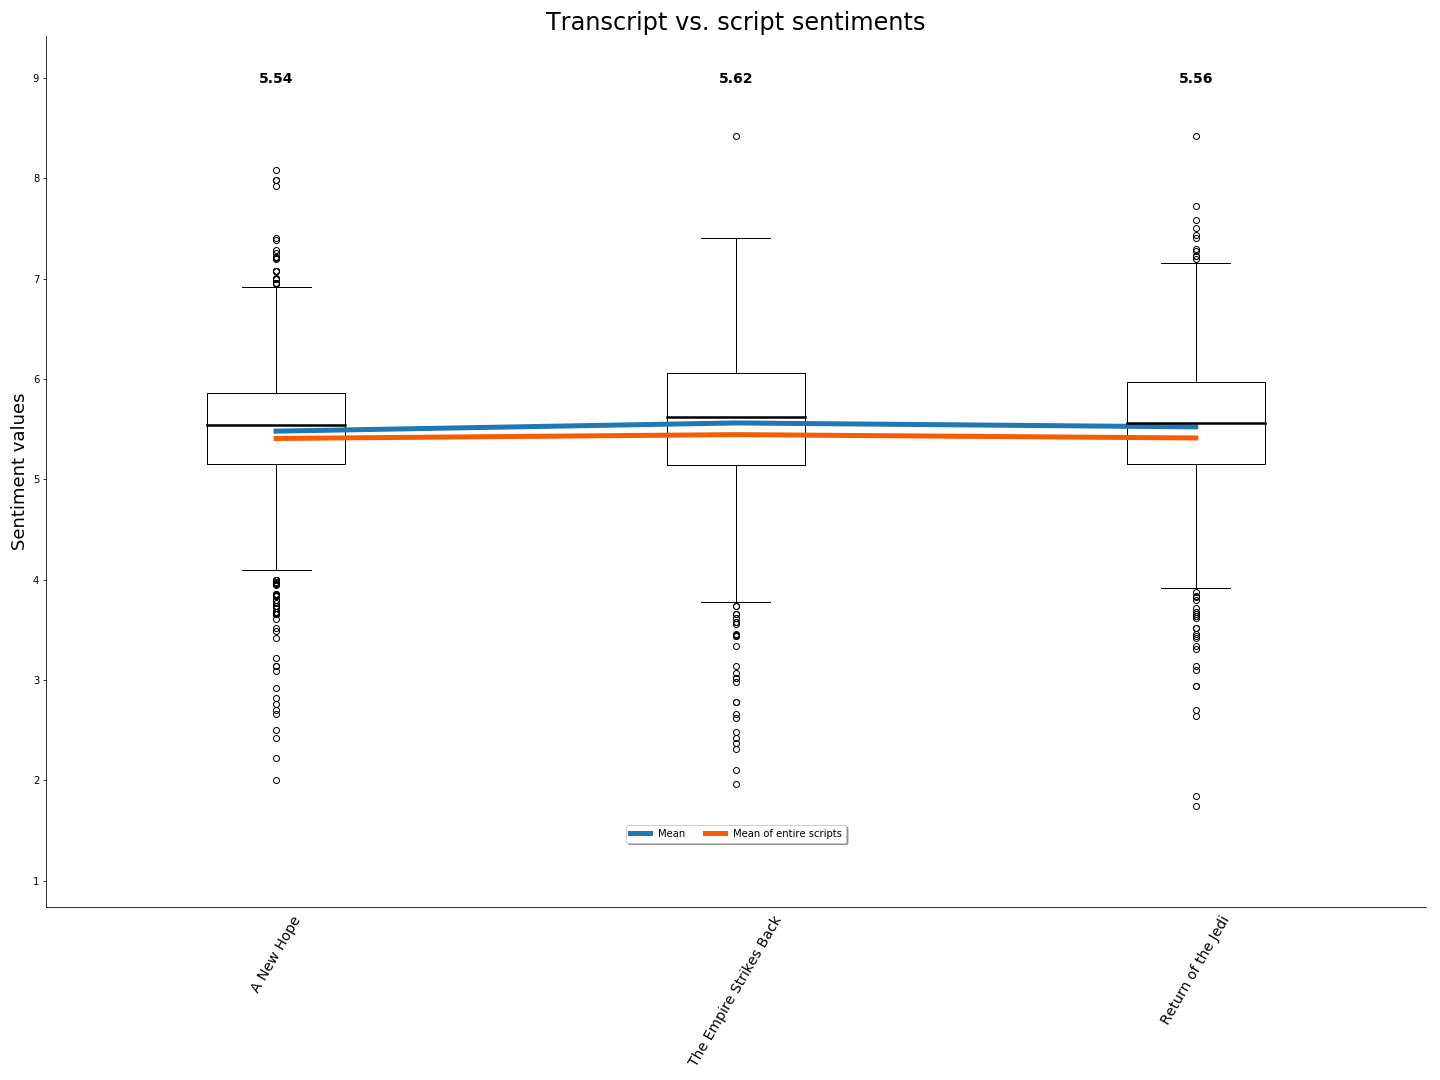 Transcript vs. script sentiments
5.54 5.62 5.56
Sentiment values
9
8
7
6
5
4
3
2
1
Mean Mean of entire scripts
A New Hope
The Empire Strikes Back
Return of the Jedi